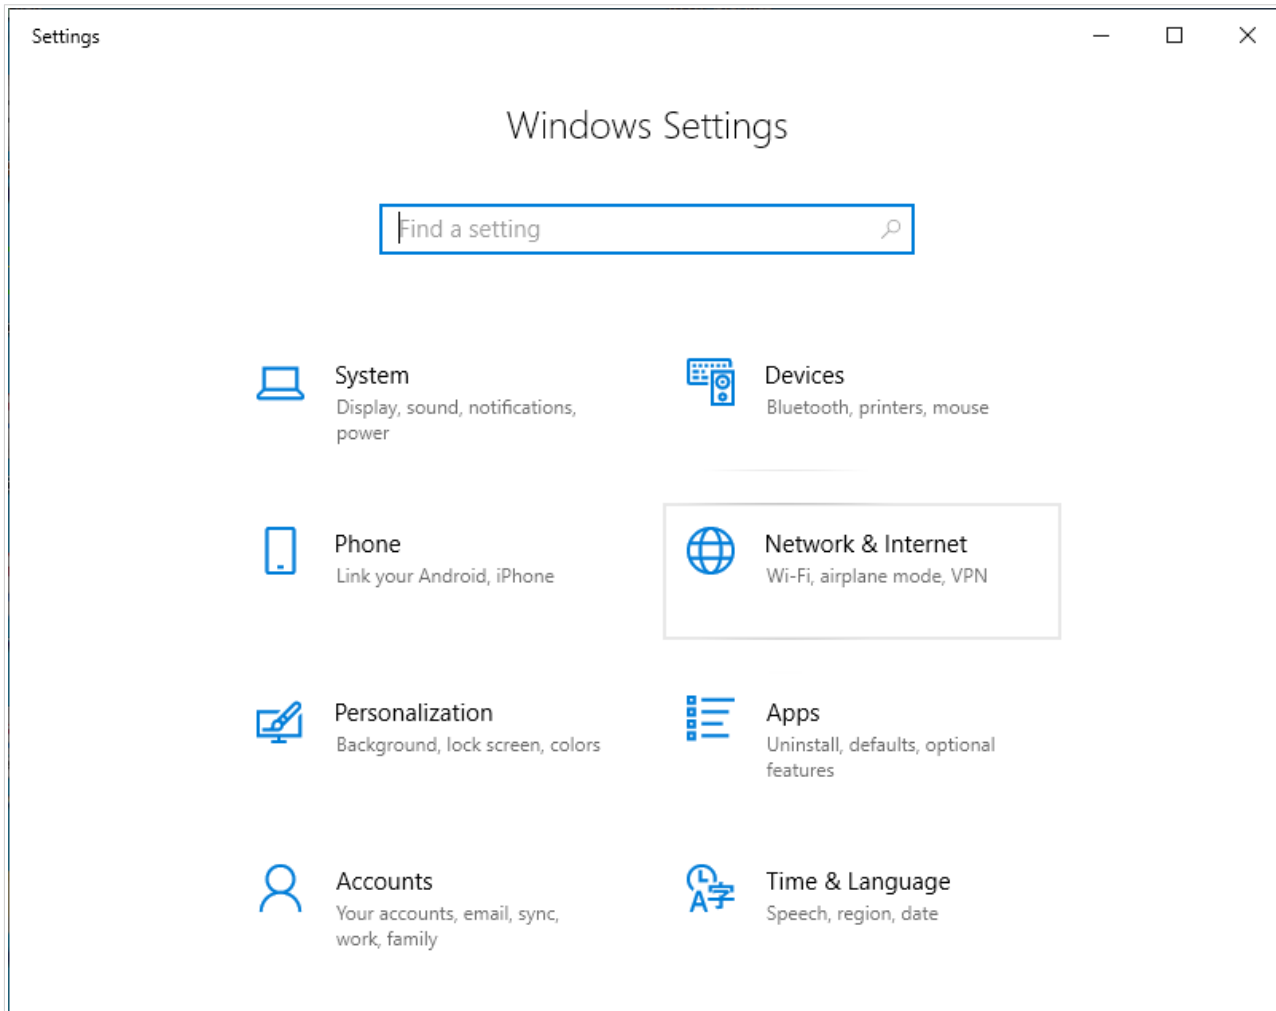 Settings
Windows Settings
Find a setting
System
Display, sound, notifications,
power
Devices
Bluetooth, printers, mouse
Phone
Link your Android, iPhone
Network & Internet
Wi-Fi, airplane mode, VPN
Personalization
Background, lock screen, colors
Apps
Uninstall, defaults, optional
features
Accounts
Your accounts, email, sync,
work, family
Time & Language
Speech, region, date